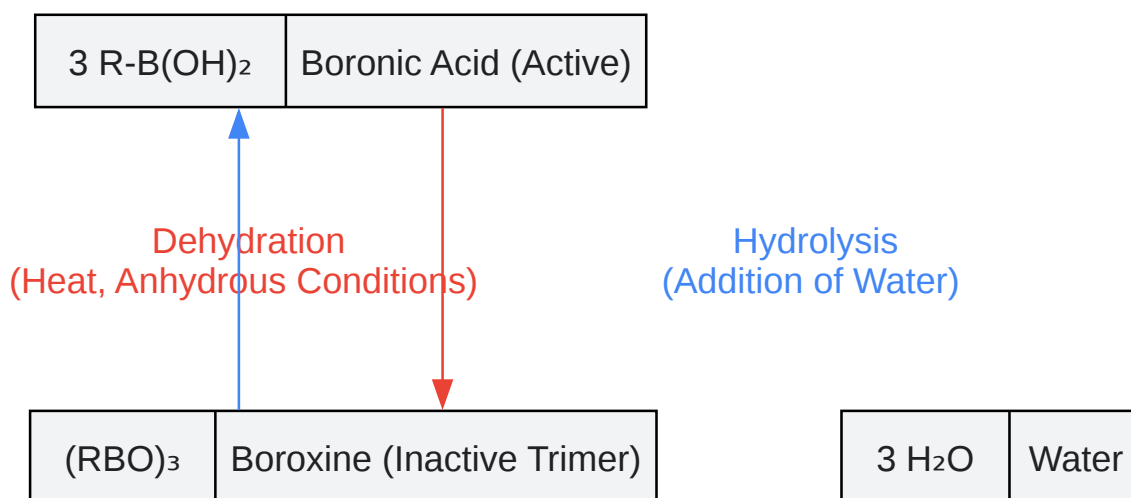 3 R-B(OH)₂
Boronic Acid (Active)
Dehydration
(Heat, Anhydrous Conditions)
Hydrolysis
(Addition of Water)
(RBO)₃
Boroxine (Inactive Trimer)
3 H₂O
Water